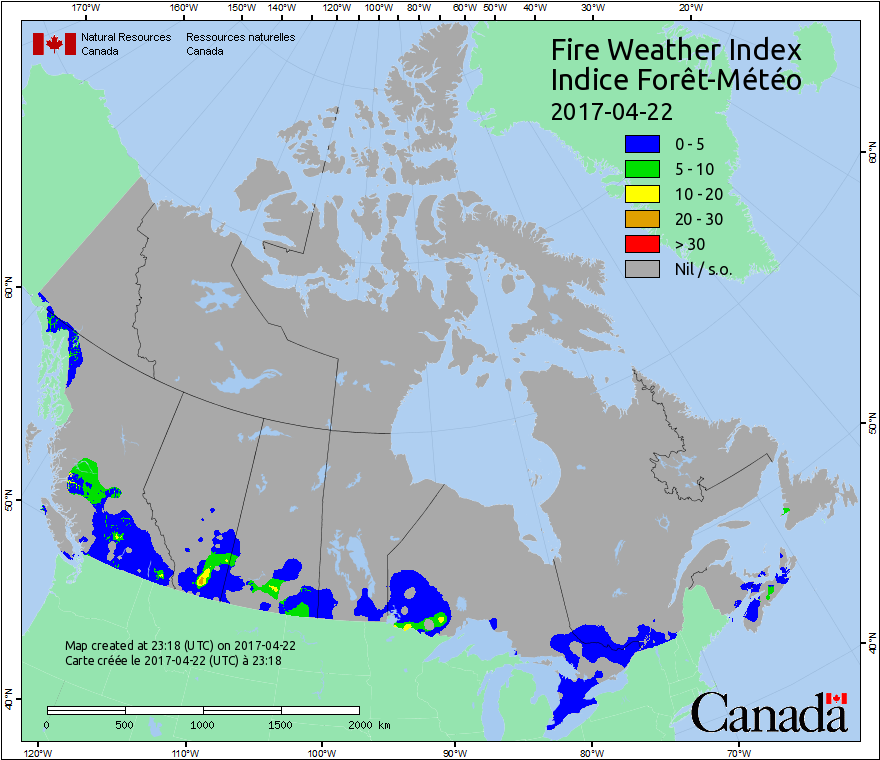 170°W 160°W 150°W 140°W 130°W 120°W 110°W 100°W 90°W 80°W 70°W 60°W 50°W 40°W 30°W 20°W
Natural Resources Canada
Ressources naturelles Canada
Fire Weather Index
Indice Forêt-Météo
2017-04-22
0 - 5
5 - 10
10 - 20
20 - 30
> 30
Nil / s.o.
60°N
50°N
40°N
60°N
50°N
40°N
Map created at 23:18 (UTC) on 2017-04-22
Carte créée le 2017-04-22 (UTC) à 23:18
0 500 1000 1500 2000 km
Canada
120°W 110°W 100°W 90°W 80°W 70°W